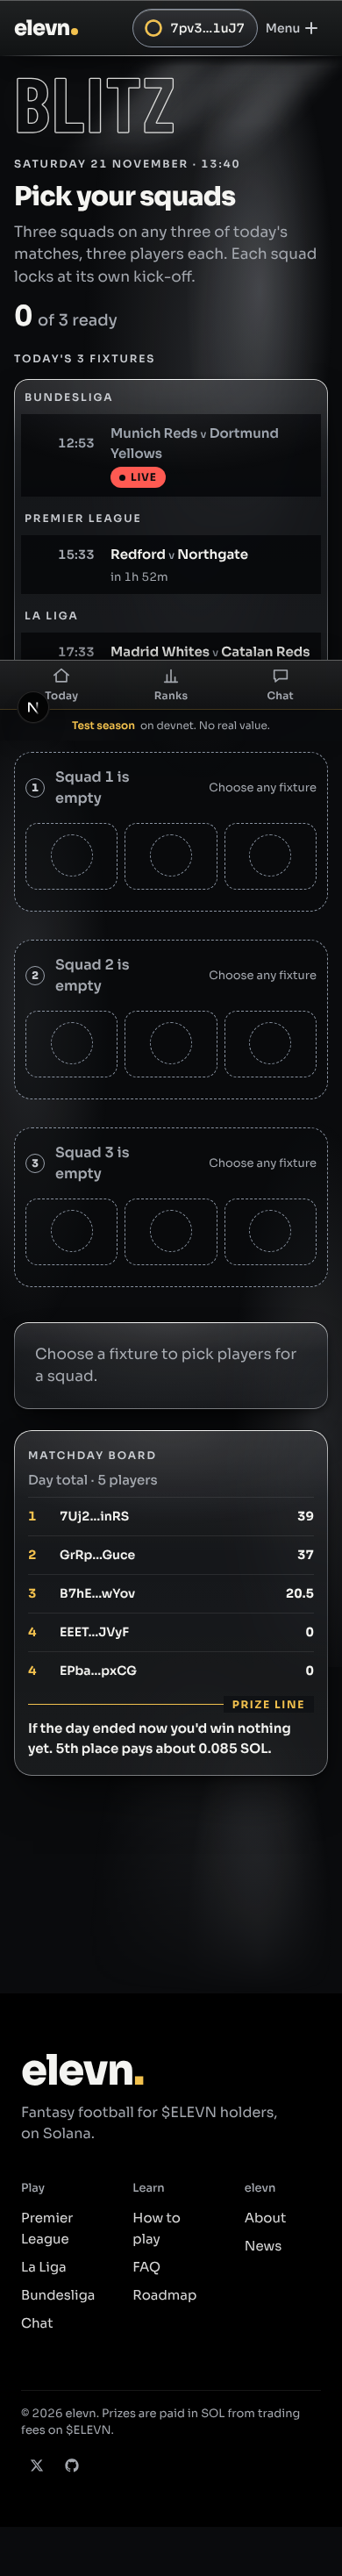 elevn.
7pv3...1uJ7
Menu
BLITZ
SATURDAY 21 NOVEMBER · 13:40
Pick your squads
Three squads on any three of today's
matches, three players each. Each squad
locks at its own kick-off.
0 of 3 ready
TODAY'S 3 FIXTURES
BUNDESLIGA
12:53
Munich Reds v Dortmund
Yellows
LIVE
PREMIER LEAGUE
15:33
Redford v Northgate
in 1h 52m
LA LIGA
17:33
Madrid Whites v Catalan Reds
Today
Ranks
Chat
N
Test season on devnet. No real value.
1
Squad 1 is
empty
Choose any fixture
2
Squad 2 is
empty
Choose any fixture
3
Squad 3 is
empty
Choose any fixture
Choose a fixture to pick players for
a squad.
MATCHDAY BOARD
Day total · 5 players
1 7Uj2...inRS 39
2 GrRp...Guce 37
3 B7hE...wYov 20.5
4 EEET...JVyF 0
4 EPba...pxCG 0
PRIZE LINE
If the day ended now you'd win nothing
yet. 5th place pays about 0.085 SOL.
elevn.
Fantasy football for $ELEVN holders,
on Solana.
Play
Premier
League
La Liga
Bundesliga
Chat
Learn
How to
play
FAQ
Roadmap
elevn
About
News
© 2026 elevn. Prizes are paid in SOL from trading
fees on $ELEVN.